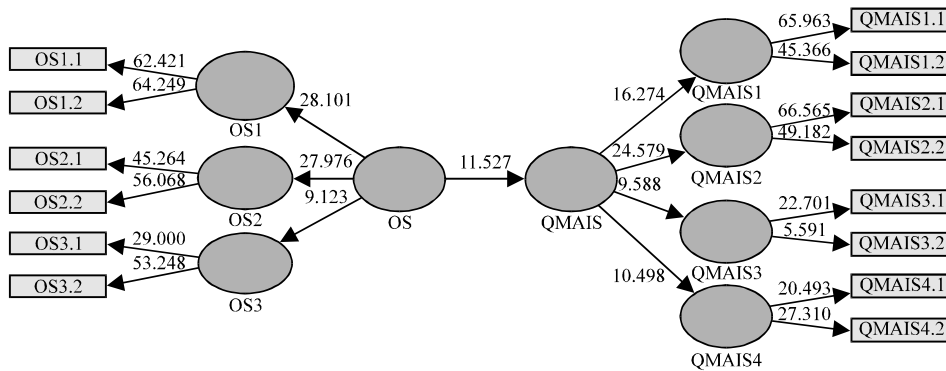 OS1.1
OS1.2
62.421
64.249
OS1
28.101
OS2.1
OS2.2
45.264
56.068
OS2
27.976
OS3.1
OS3.2
29.000
53.248
OS3
9.123
OS
11.527
QMAIS
16.274
QMAIS1
65.963
45.366
QMAIS1.1
QMAIS1.2
24.579
QMAIS2
66.565
49.182
QMAIS2.1
QMAIS2.2
9.588
QMAIS3
22.701
5.591
QMAIS3.1
QMAIS3.2
10.498
QMAIS4
20.493
27.310
QMAIS4.1
QMAIS4.2